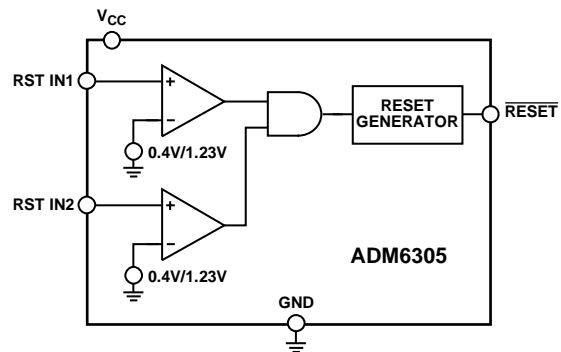 VCC
RST IN1
+
–
0.4V/1.23V
RESET
GENERATOR
RESET
RST IN2
+
–
0.4V/1.23V
ADM6305
GND